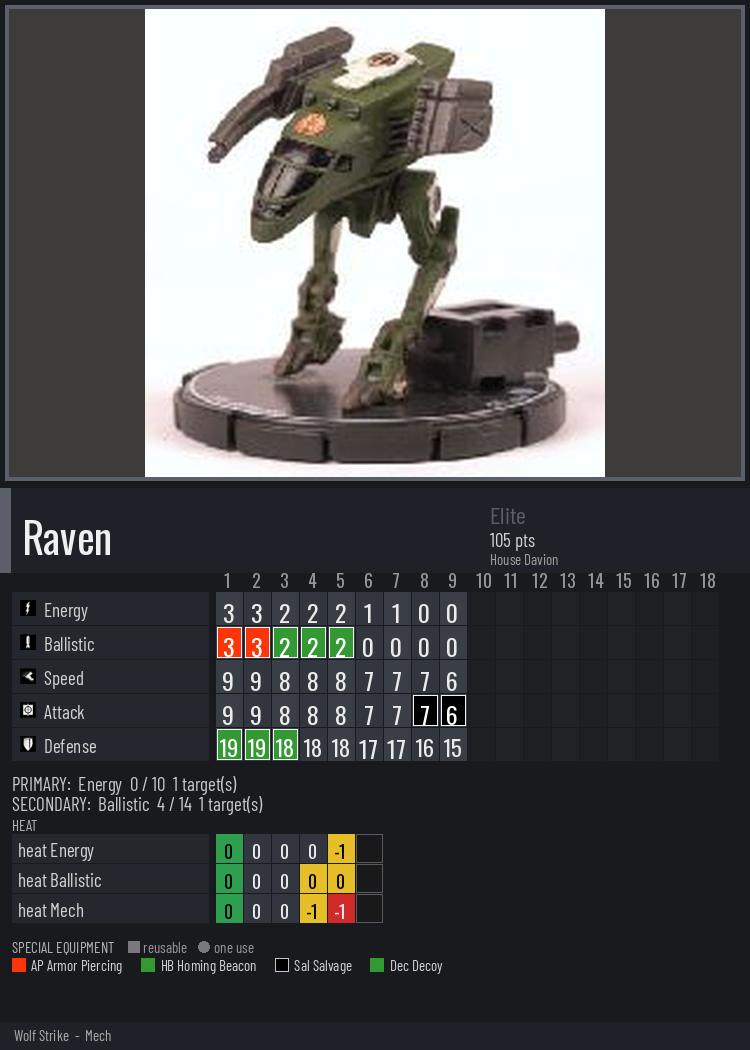 Raven
Elite
105 pts
House Davion
1 2 3 4 5 6 7 8 9 10 11 12 13 14 15 16 17 18
Energy 3 3 2 2 2 1 1 0 0
Ballistic 3 3 2 2 2 0 0 0 0
Speed 9 9 8 8 8 7 7 7 6
Attack 9 9 8 8 8 7 7 7 6
Defense 19 19 18 18 18 17 17 16 15
PRIMARY: Energy 0 / 10 1 target(s)
SECONDARY: Ballistic 4 / 14 1 target(s)
HEAT
heat Energy 0 0 0 0 -1
heat Ballistic 0 0 0 0 0
heat Mech 0 0 0 -1 -1
SPECIAL EQUIPMENT reusable one use
AP Armor Piercing HB Homing Beacon Sal Salvage Dec Decoy
Wolf Strike - Mech